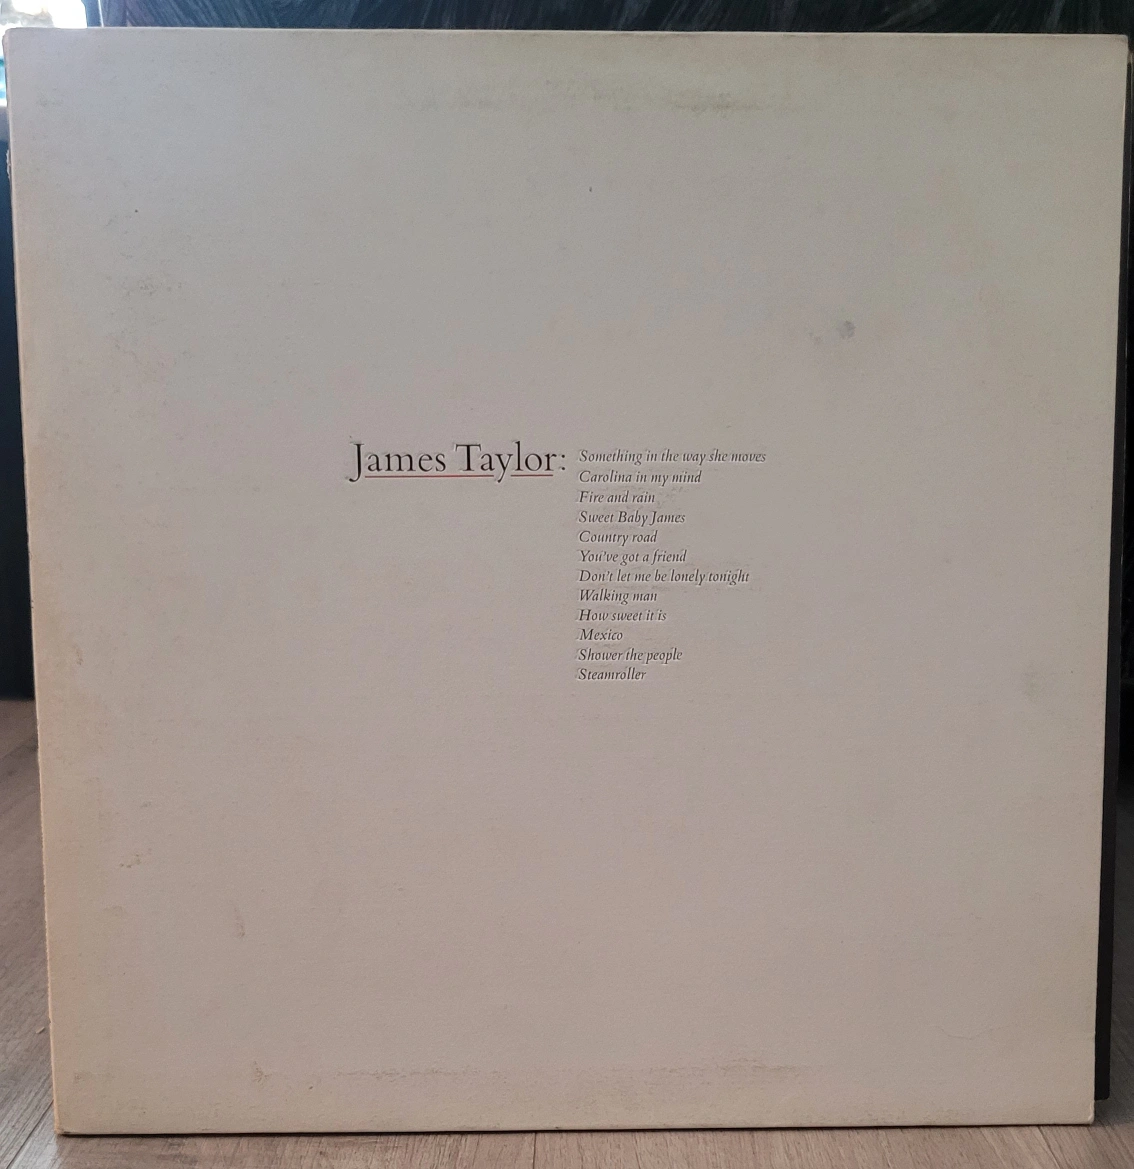 James Taylor: Something in the way she moves
Carolina in my mind
Fire and rain
Sweet Baby James
Country road
You've got a friend
Don't let me be lonely tonight
Walking man
How sweet it is
Mexico
Shower the people
Steamroller